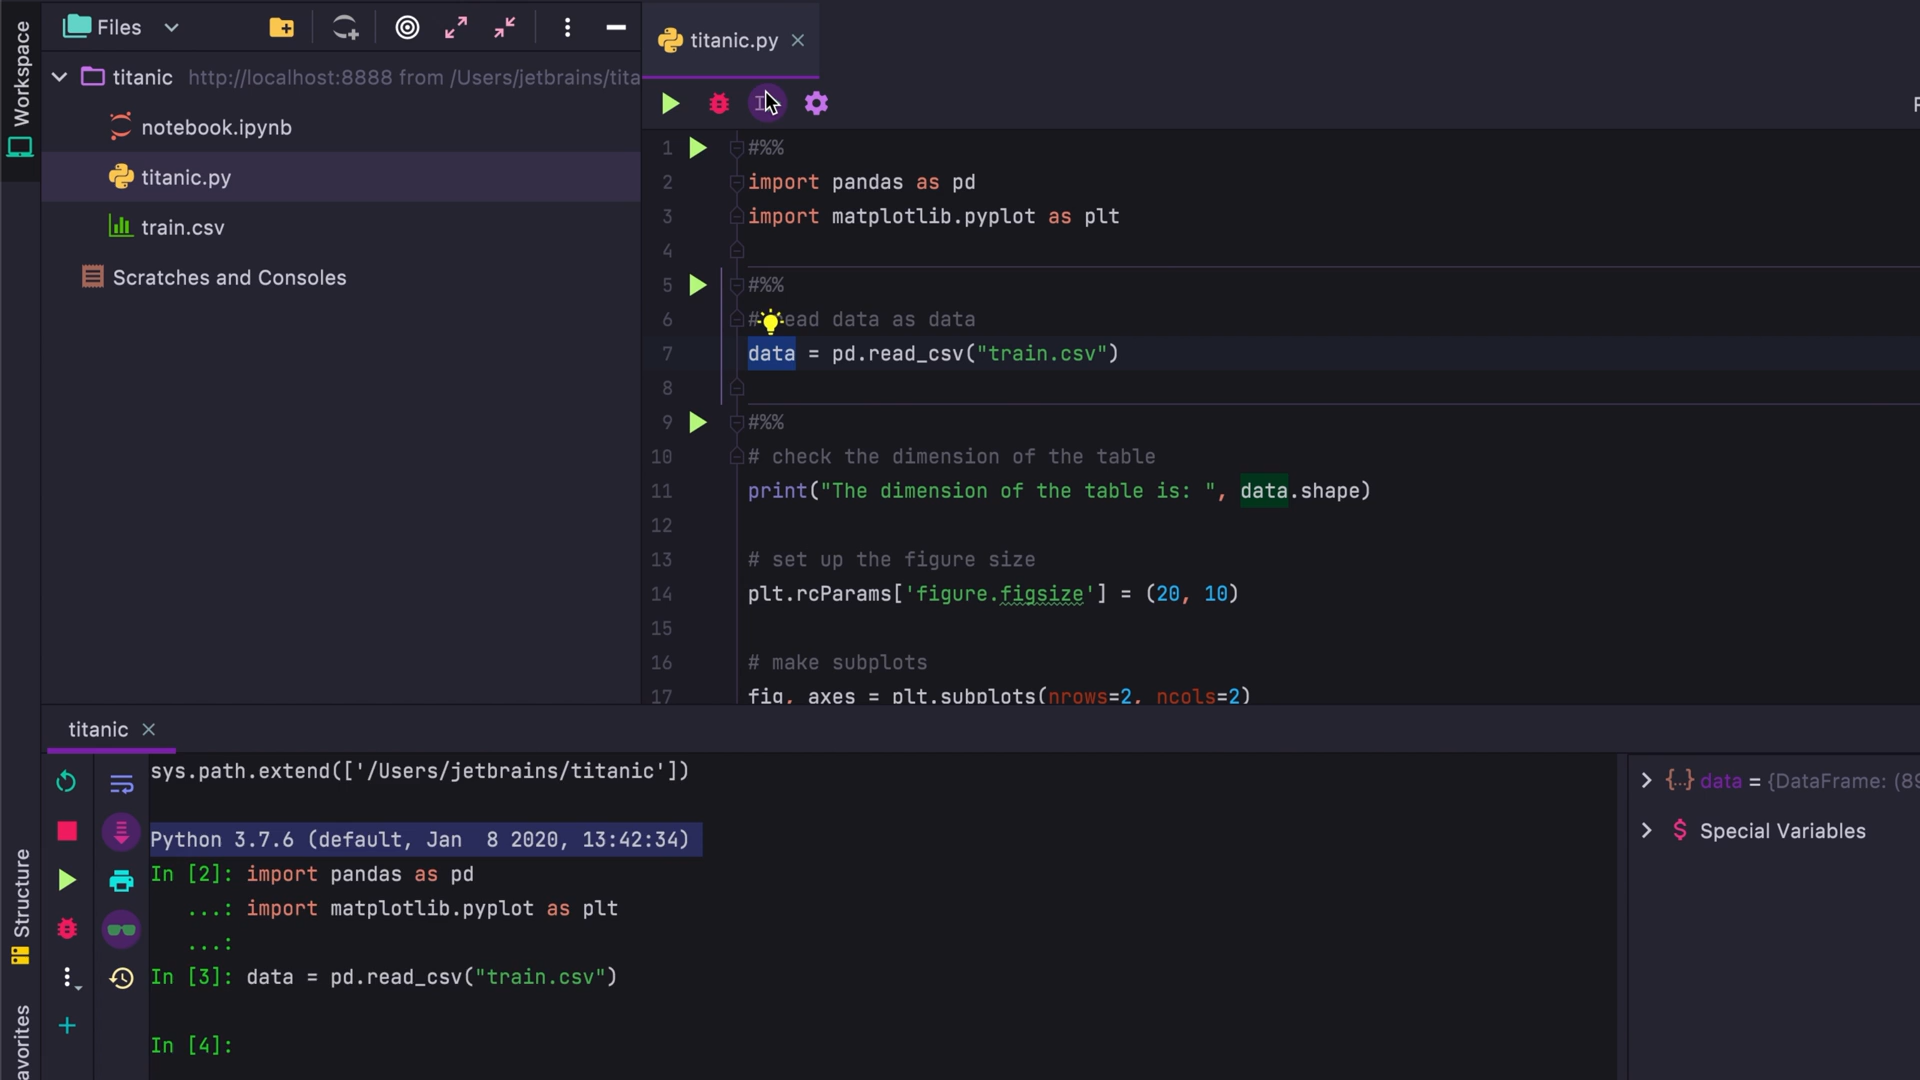 Workspace
Files
titanic http://localhost:8888 from /Users/jetbrains/tita
notebook.ipynb
titanic.py
train.csv
Scratches and Consoles
titanic.py
1 #%%
2 import pandas as pd
3 import matplotlib.pyplot as plt
4
5 #%%
6 # ead data as data
7 data = pd.read_csv("train.csv")
8
9 #%%
10 # check the dimension of the table
11 print("The dimension of the table is: ", data.shape)
12
13 # set up the figure size
14 plt.rcParams['figure.figsize'] = (20, 10)
15
16 # make subplots
17 fig, axes = plt.subplots(nrows=2, ncols=2)
titanic
sys.path.extend(['/Users/jetbrains/titanic'])
Python 3.7.6 (default, Jan  8 2020, 13:42:34)
In [2]: import pandas as pd
...: import matplotlib.pyplot as plt
...:
In [3]: data = pd.read_csv("train.csv")
In [4]:
data = {DataFrame: (89
Special Variables
Structure
avorites